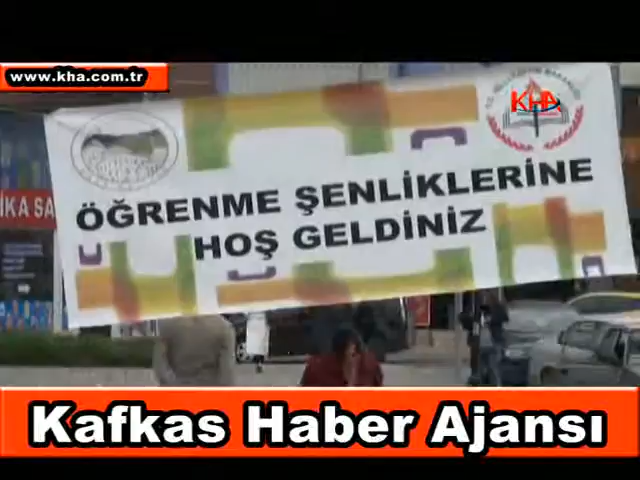 www.kha.com.tr
KHA
ÖĞRENME ŞENLİKLERİNE
HOŞ GELDİNİZ
İKA SA
Kafkas Haber Ajansı